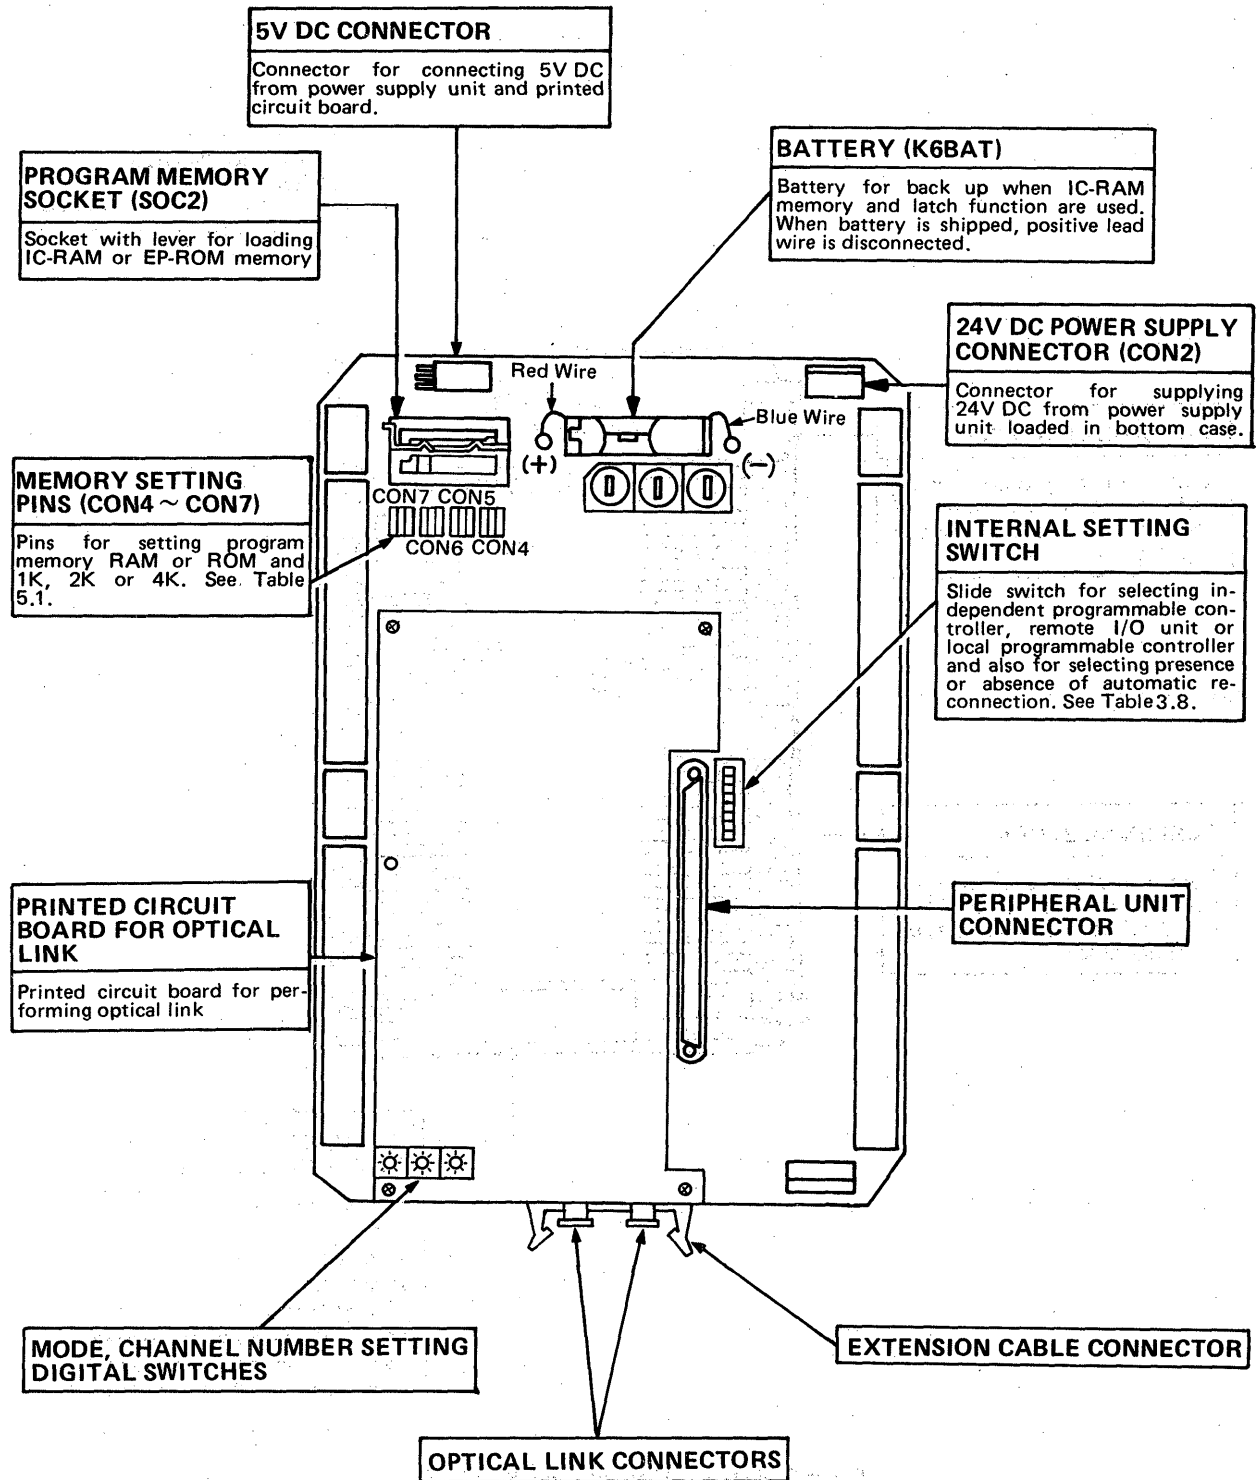 5V DC CONNECTOR
Connector for connecting 5V DC
from power supply unit and printed
circuit board.
PROGRAM MEMORY
SOCKET (SOC2)
Socket with lever for loading
IC-RAM or EP-ROM memory
BATTERY (K6BAT)
Battery for back up when IC-RAM
memory and latch function are used.
When battery is shipped, positive lead
wire is disconnected.
24V DC POWER SUPPLY
CONNECTOR (CON2)
Connector for supplying
24V DC from power supply
unit loaded in bottom case.
Red Wire
Blue Wire
(+)
(−)
MEMORY SETTING
PINS (CON4 ~ CON7)
Pins for setting program
memory RAM or ROM and
1K, 2K or 4K. See Table
5.1.
CON7 CON5
CON6 CON4
INTERNAL SETTING
SWITCH
Slide switch for selecting in-
dependent programmable con-
troller, remote I/O unit or
local programmable controller
and also for selecting presence
or absence of automatic re-
connection. See Table 3.8.
PRINTED CIRCUIT
BOARD FOR OPTICAL
LINK
Printed circuit board for per-
forming optical link
PERIPHERAL UNIT
CONNECTOR
MODE, CHANNEL NUMBER SETTING
DIGITAL SWITCHES
EXTENSION CABLE CONNECTOR
OPTICAL LINK CONNECTORS